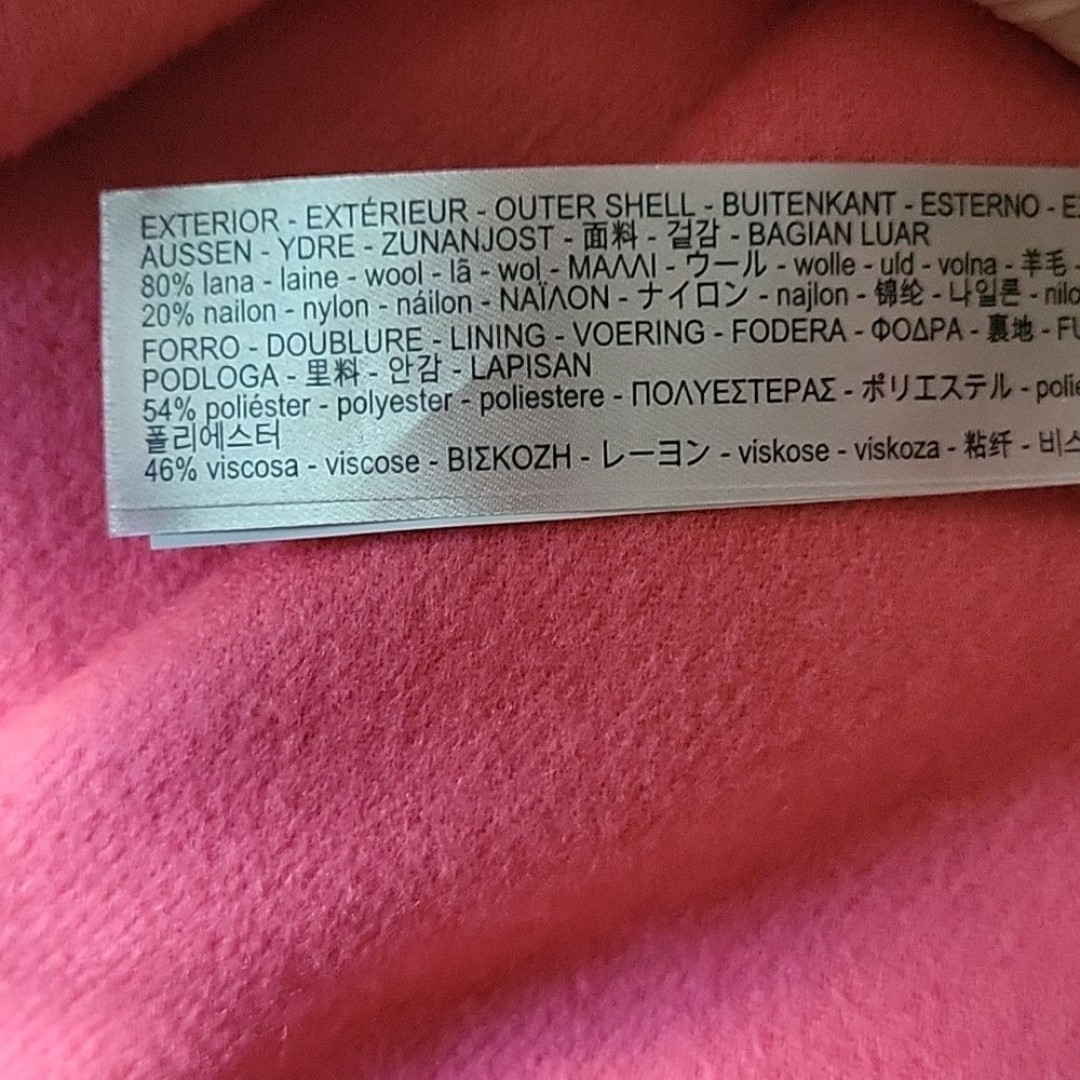 EXTERIOR - EXTÉRIEUR - OUTER SHELL - BUITENKANT - ESTERNO -
AUSSEN - YDRE - ZUNANJOST - 面料 - 겉감 - BAGIAN LUAR
80% lana - laine - wool - lã - wol - ΜΑΛΛΙ - ウール - wolle - uld - volna - 羊毛 -
20% nailon - nylon - náilon - ΝΑΪΛΟΝ - ナイロン - najlon - 锦纶 - 나일론 -
FORRO - DOUBLURE - LINING - VOERING - FODERA - ΦΟΔΡΑ - 裏地 -
PODLOGA - 里料 - 안감 - LAPISAN
54% poliéster - polyester - poliestere - ΠΟΛΥΕΣΤΕΡΑΣ - ポリエステル -
폴리에스터
46% viscosa - viscose - ΒΙΣΚΟΖΗ - レーヨン - viskose - viskoza - 粘纤 -